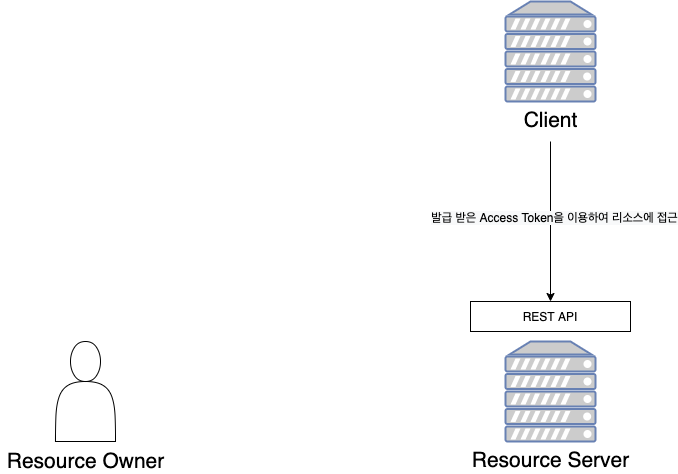 Client
발급 받은 Access Token을 이용하여 리소스에 접근
REST API
Resource Owner
Resource Server